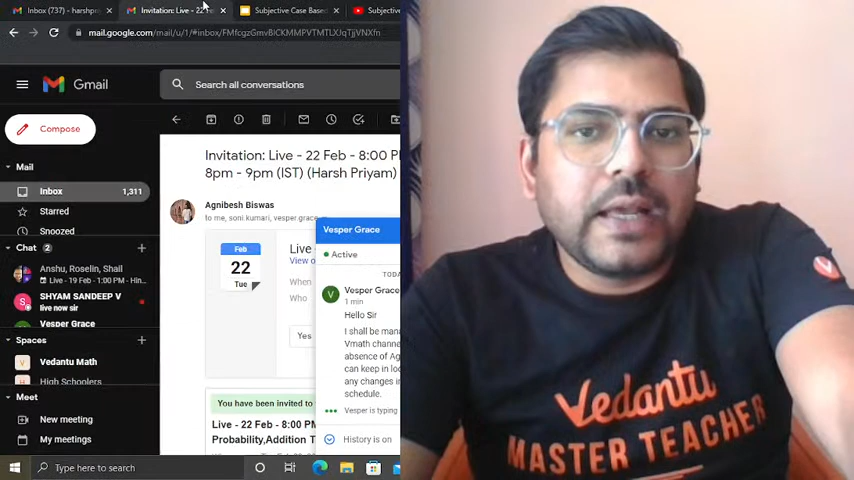 Inbox (737) - harshpr
Invitation: Live - 22 Fe
Subjective Case Based
Subjective
mail.google.com/mail/u/1/#inbox/FMfcgzGmvBlCKMMPVTMTLXJqTjjVNXfn
Gmail
Search all conversations
Compose
Mail
Inbox 1,311
Starred
Snoozed
Chat 2
Anshu, Roselin, Shail
Live - 19 Feb - 1:00 PM - Hin...
SHYAM SANDEEP V
live now sir
Vesper Grace
Spaces
V Vedantu Math
High Schoolers
Meet
New meeting
My meetings
Invitation: Live - 22 Feb - 8:00 P
8pm - 9pm (IST) (Harsh Priyam)
Agnibesh Biswas
to me, soni.kumari, vesper.grace
Feb
22
Tue
Live
View o
When
Who
Yes
You have been invited to
Live - 22 Feb - 8:00 PM
Probability,Addition T
Vesper Grace
Active
TODA
V Vesper Grace
1 min
Hello Sir
I shall be mana
Vmath channe
absence of Ag
can keep in loo
any changes in
schedule.
Vesper is typing
History is on
Type here to search
Vedantu
MASTER TEACHER
V